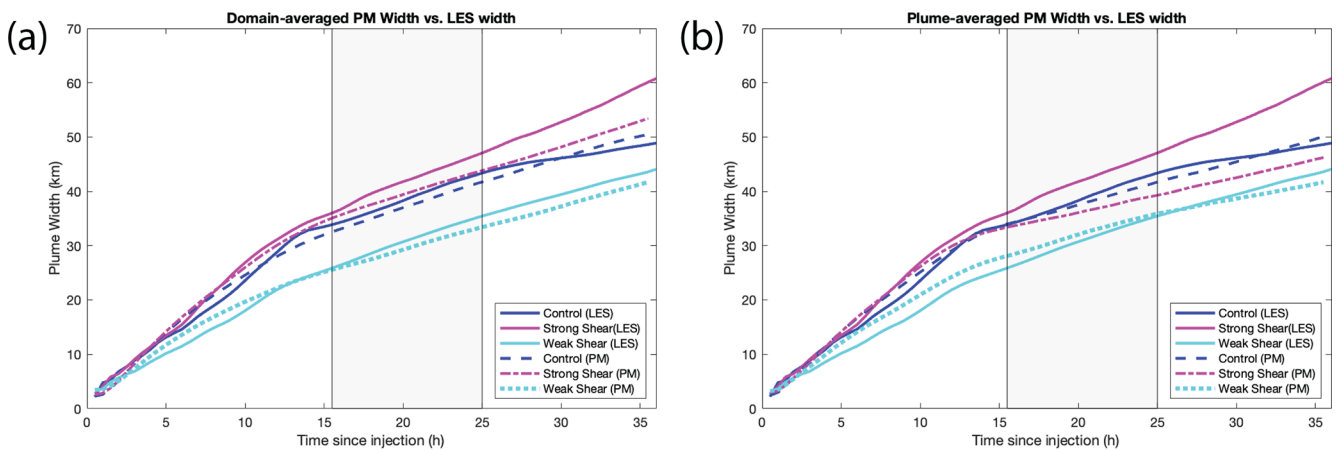 (a)
Domain-averaged PM Width vs. LES width
70
60
50
40
30
20
10
0
Plume Width (km)
0 5 10 15 20 25 30 35
Time since injection (h)
Control (LES)
Strong Shear(LES)
Weak Shear (LES)
Control (PM)
Strong Shear (PM)
Weak Shear (PM)
(b)
Plume-averaged PM Width vs. LES width
70
60
50
40
30
20
10
0
Plume Width (km)
0 5 10 15 20 25 30 35
Time since injection (h)
Control (LES)
Strong Shear(LES)
Weak Shear (LES)
Control (PM)
Strong Shear (PM)
Weak Shear (PM)